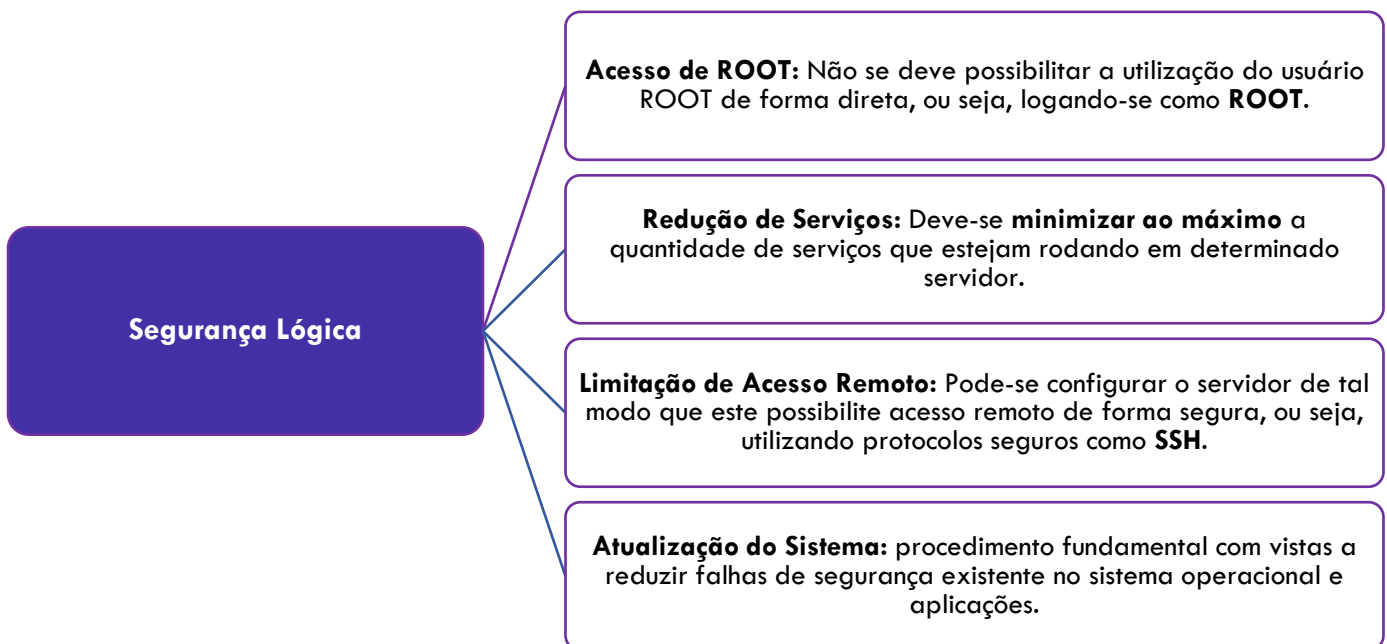 Segurança Lógica
Acesso de ROOT: Não se deve possibilitar a utilização do usuário
ROOT de forma direta, ou seja, logando-se como ROOT.
Redução de Serviços: Deve-se minimizar ao máximo a
quantidade de serviços que estejam rodando em determinado
servidor.
Limitação de Acesso Remoto: Pode-se configurar o servidor de tal
modo que este possibilite acesso remoto de forma segura, ou seja,
utilizando protocolos seguros como SSH.
Atualização do Sistema: procedimento fundamental com vistas a
reduzir falhas de segurança existente no sistema operacional e
aplicações.